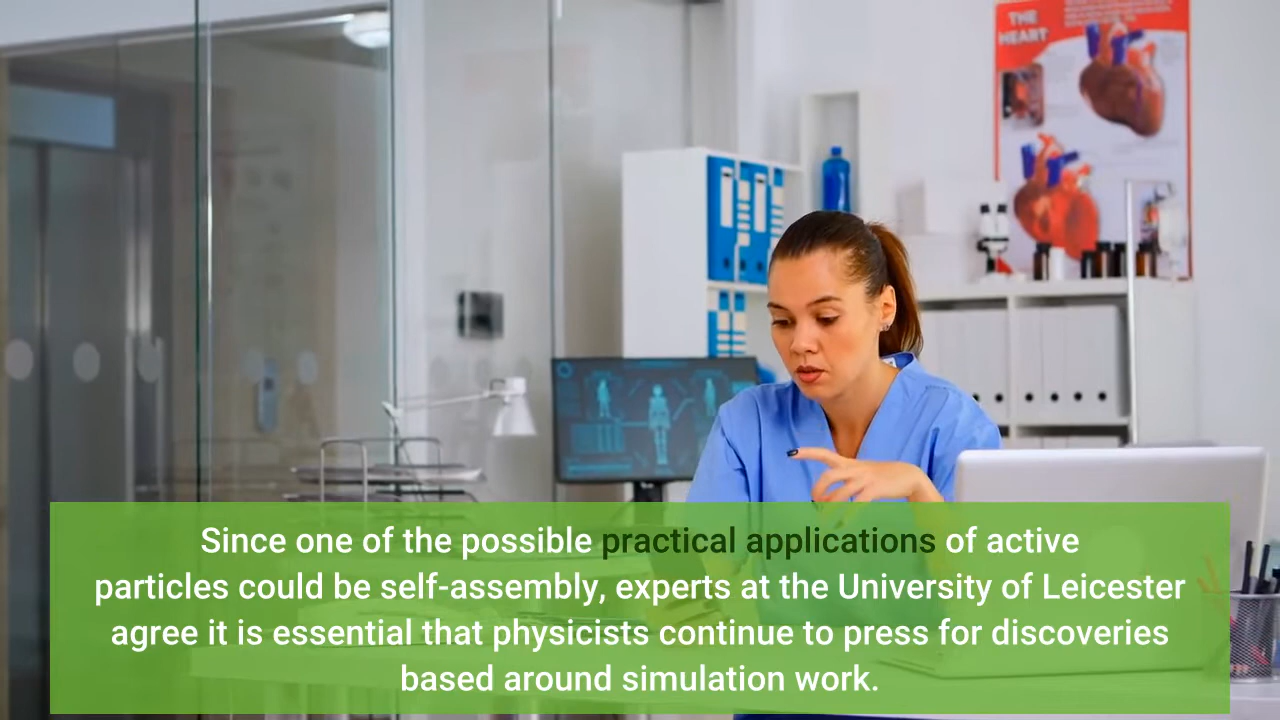 THE
HEART
Since one of the possible practical applications of active
particles could be self-assembly, experts at the University of Leicester
agree it is essential that physicists continue to press for discoveries
based around simulation work.